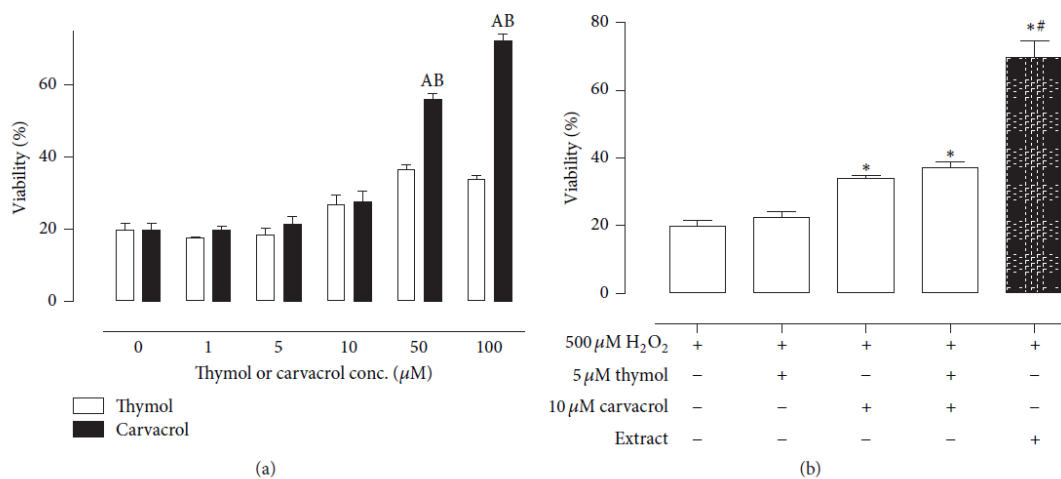 AB
AB
60
40
20
0
Viability (%)
0 1 5 10 50 100
Thymol or carvacrol conc. (μM)
Thymol
Carvacrol
(a)
80
60
40
20
0
Viability (%)
*
*
*#
500 μM H₂O₂ + + + + +
5 μM thymol − + − + −
10 μM carvacrol − − + + −
Extract − − − − +
(b)